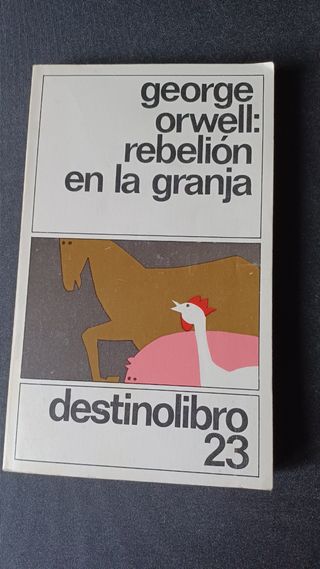 george
orwell:
rebelión
en la granja
destinolibro
23